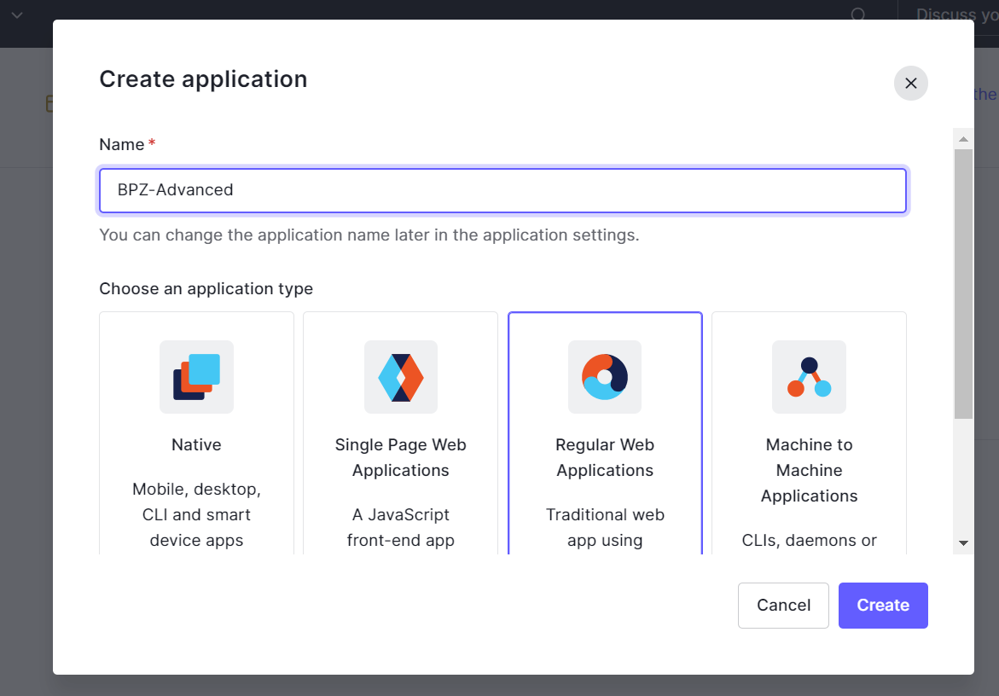 Discuss yo
the
Create application
Name *
BPZ-Advanced
You can change the application name later in the application settings.
Choose an application type
Native
Mobile, desktop,
CLI and smart
device apps
Single Page Web
Applications
A JavaScript
front-end app
Regular Web
Applications
Traditional web
app using
Machine to
Machine
Applications
CLIs, daemons or
Cancel
Create